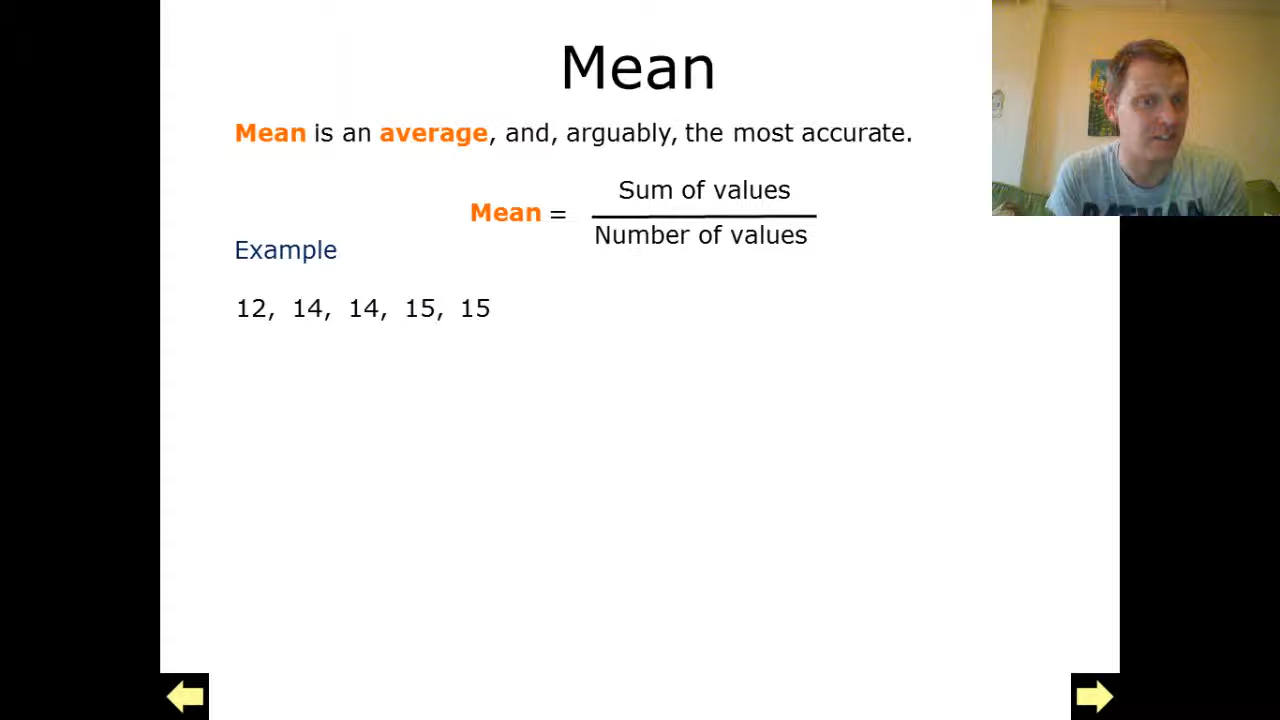 Mean
Mean is an average, and, arguably, the most accurate.
Sum of values
Mean =
Number of values
Example
12, 14, 14, 15, 15